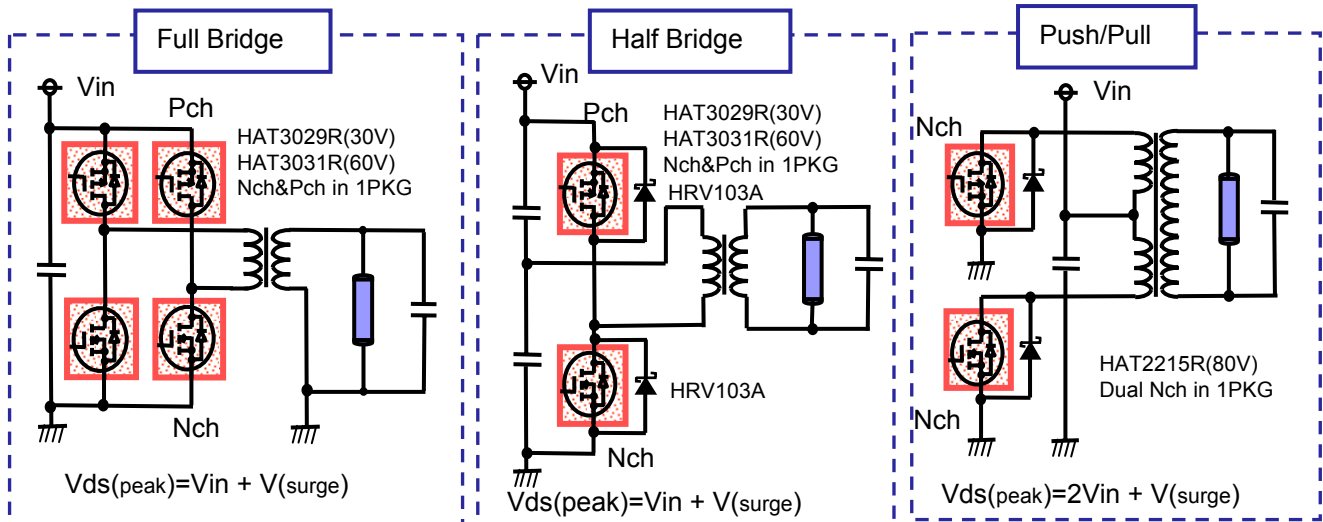 Full Bridge
Vin
Pch
HAT3029R(30V)
HAT3031R(60V)
Nch&Pch in 1PKG
Nch
Vds(peak)=Vin + V(surge)
Half Bridge
Vin
Pch
HAT3029R(30V)
HAT3031R(60V)
Nch&Pch in 1PKG
HRV103A
HRV103A
Nch
Vds(peak)=Vin + V(surge)
Push/Pull
Vin
Nch
HAT2215R(80V)
Dual Nch in 1PKG
Nch
Vds(peak)=2Vin + V(surge)